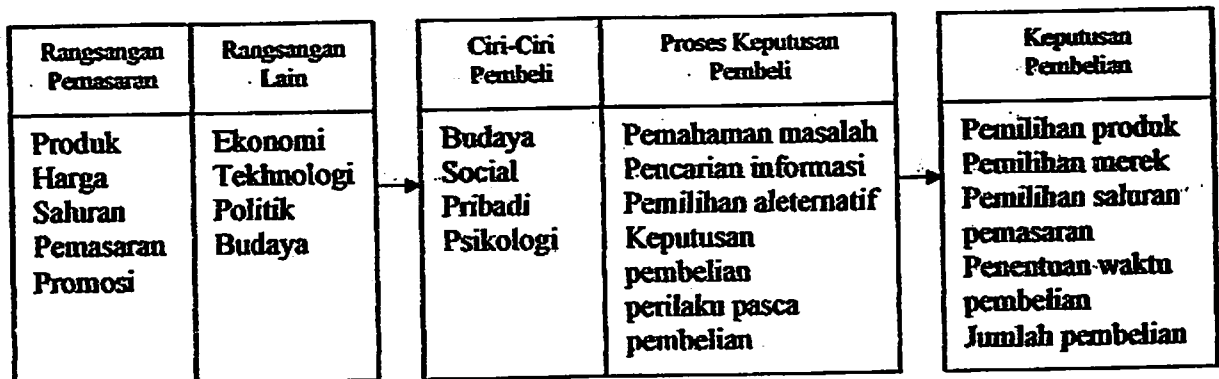 Rangsangan
Pemasaran
Produk
Harga
Saluran
Pemasaran
Promosi
Rangsangan
Lain
Ekonomi
Tekhnologi
Politik
Budaya
Ciri-Ciri
Pembeli
Budaya
Social
Pribadi
Psikologi
Proses Keputusan
Pembeli
Pemahaman masalah
Pencarian informasi
Pemilihan aleternatif
Keputusan
pembelian
perilaku pasca
pembelian
Keputusan
Pembelian
Pemilihan produk
Pemilihan merek
Pemilihan saluran
pemasaran
Penentuan waktu
pembelian
Jumlah pembelian